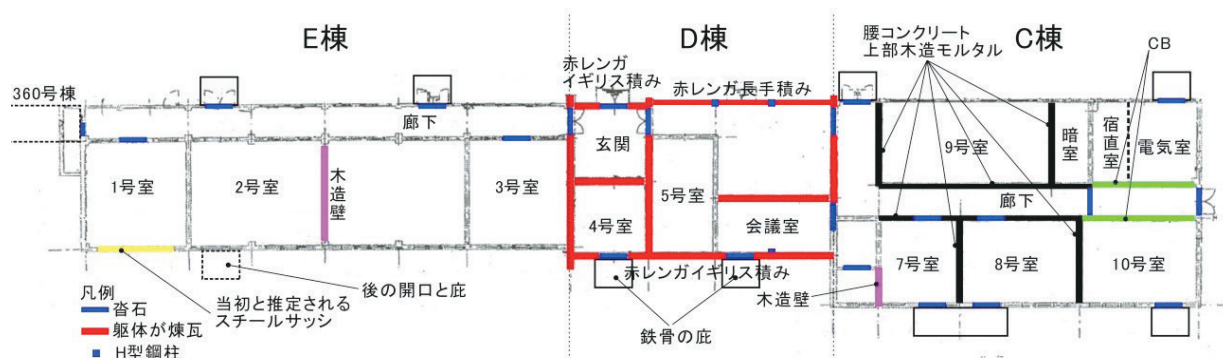 E棟
D棟
C棟
腰コンクリート
上部木造モルタル
CB
赤レンガ
イギリス積み
赤レンガ長手積み
360号棟
廊下
玄関
9号室
暗室
宿直室
電気室
1号室
2号室
木造壁
3号室
4号室
5号室
会議室
廊下
7号室
8号室
10号室
赤レンガイギリス積み
木造壁
凡例
沓石
躯体が煉瓦
H型鋼柱
当初と推定される
スチールサッシ
後の開口と庇
鉄骨の庇